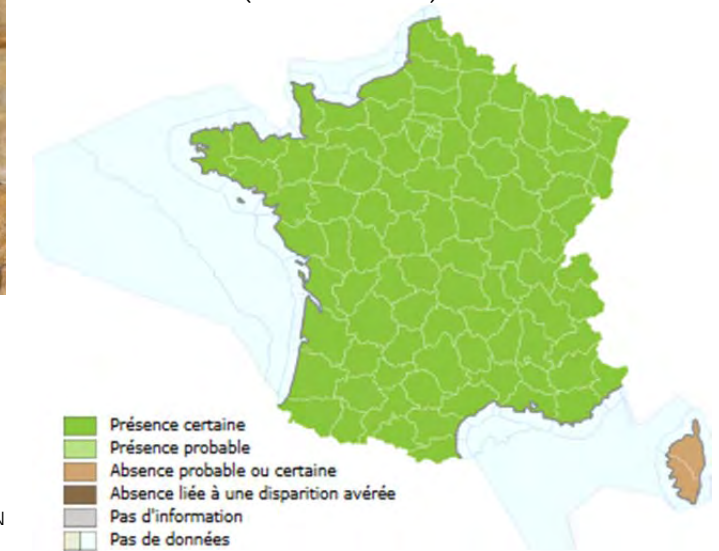 Présence certaine
Présence probable
Absence probable ou certaine
Absence liée à une disparition avérée
Pas d'information
Pas de données